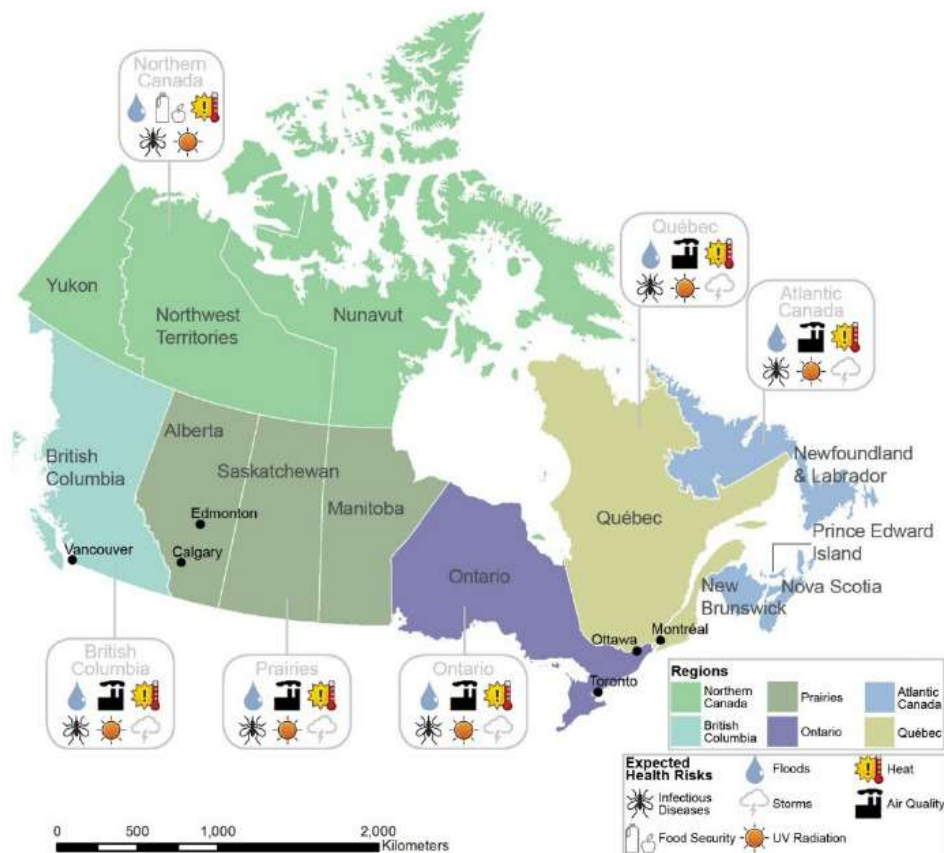 Northern
Canada
Québec
Atlantic
Canada
Yukon
Northwest
Territories
Nunavut
British
Columbia
Alberta
Saskatchewan
Manitoba
Edmonton
Calgary
Vancouver
Ontario
Québec
Newfoundland
& Labrador
Prince Edward
Island
Nova Scotia
New
Brunswick
Ottawa
Montréal
Toronto
British
Columbia
Prairies
Ontario
Regions
Northern
Canada
Prairies
Atlantic
Canada
British
Columbia
Ontario
Québec
Expected
Health Risks
Floods
Heat
Infectious
Diseases
Storms
Air Quality
Food Security
UV Radiation
0 500 1,000 2,000
Kilometers